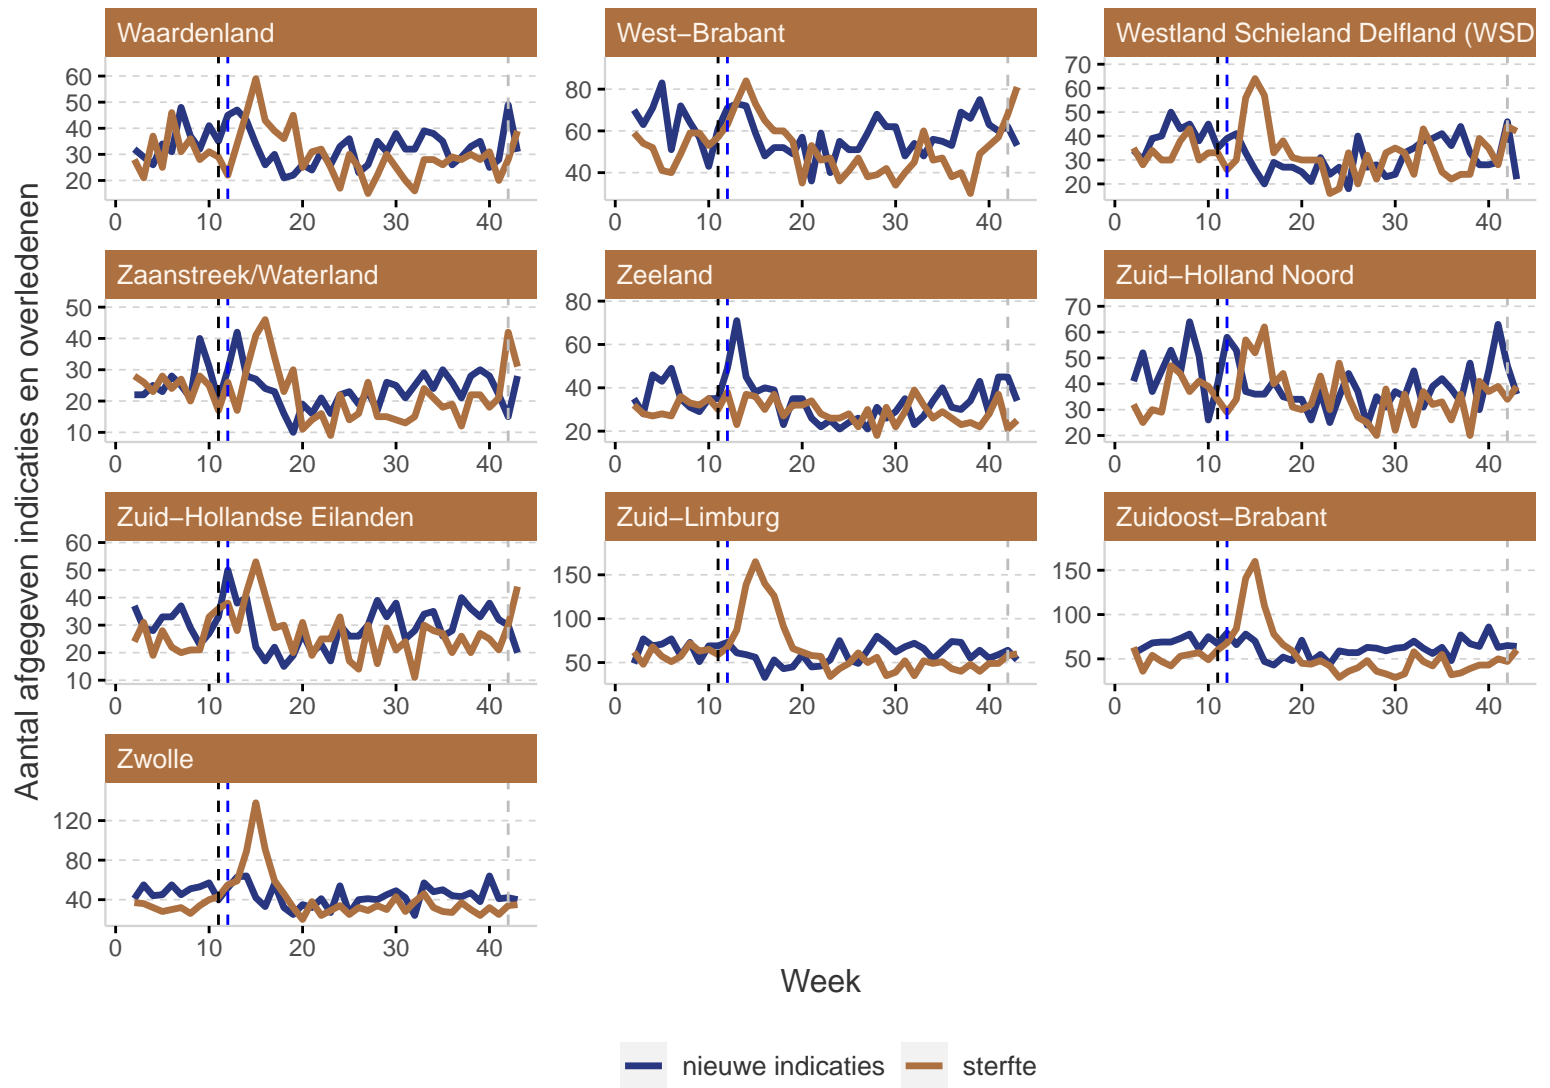 Aantal afgegeven indicaties en overledenen
Waardenland
60
50
40
30
20
0 10 20 30 40
West–Brabant
80
60
40
0 10 20 30 40
Westland Schieland Delfland (WSD
70
60
50
40
30
20
0 10 20 30 40
Zaanstreek/Waterland
50
40
30
20
10
0 10 20 30 40
Zeeland
80
60
40
20
0 10 20 30 40
Zuid–Holland Noord
70
60
50
40
30
20
0 10 20 30 40
Zuid–Hollandse Eilanden
60
50
40
30
20
10
0 10 20 30 40
Zuid–Limburg
150
100
50
0 10 20 30 40
Zuidoost–Brabant
150
100
50
0 10 20 30 40
Zwolle
120
80
40
0 10 20 30 40
Week
nieuwe indicaties sterfte